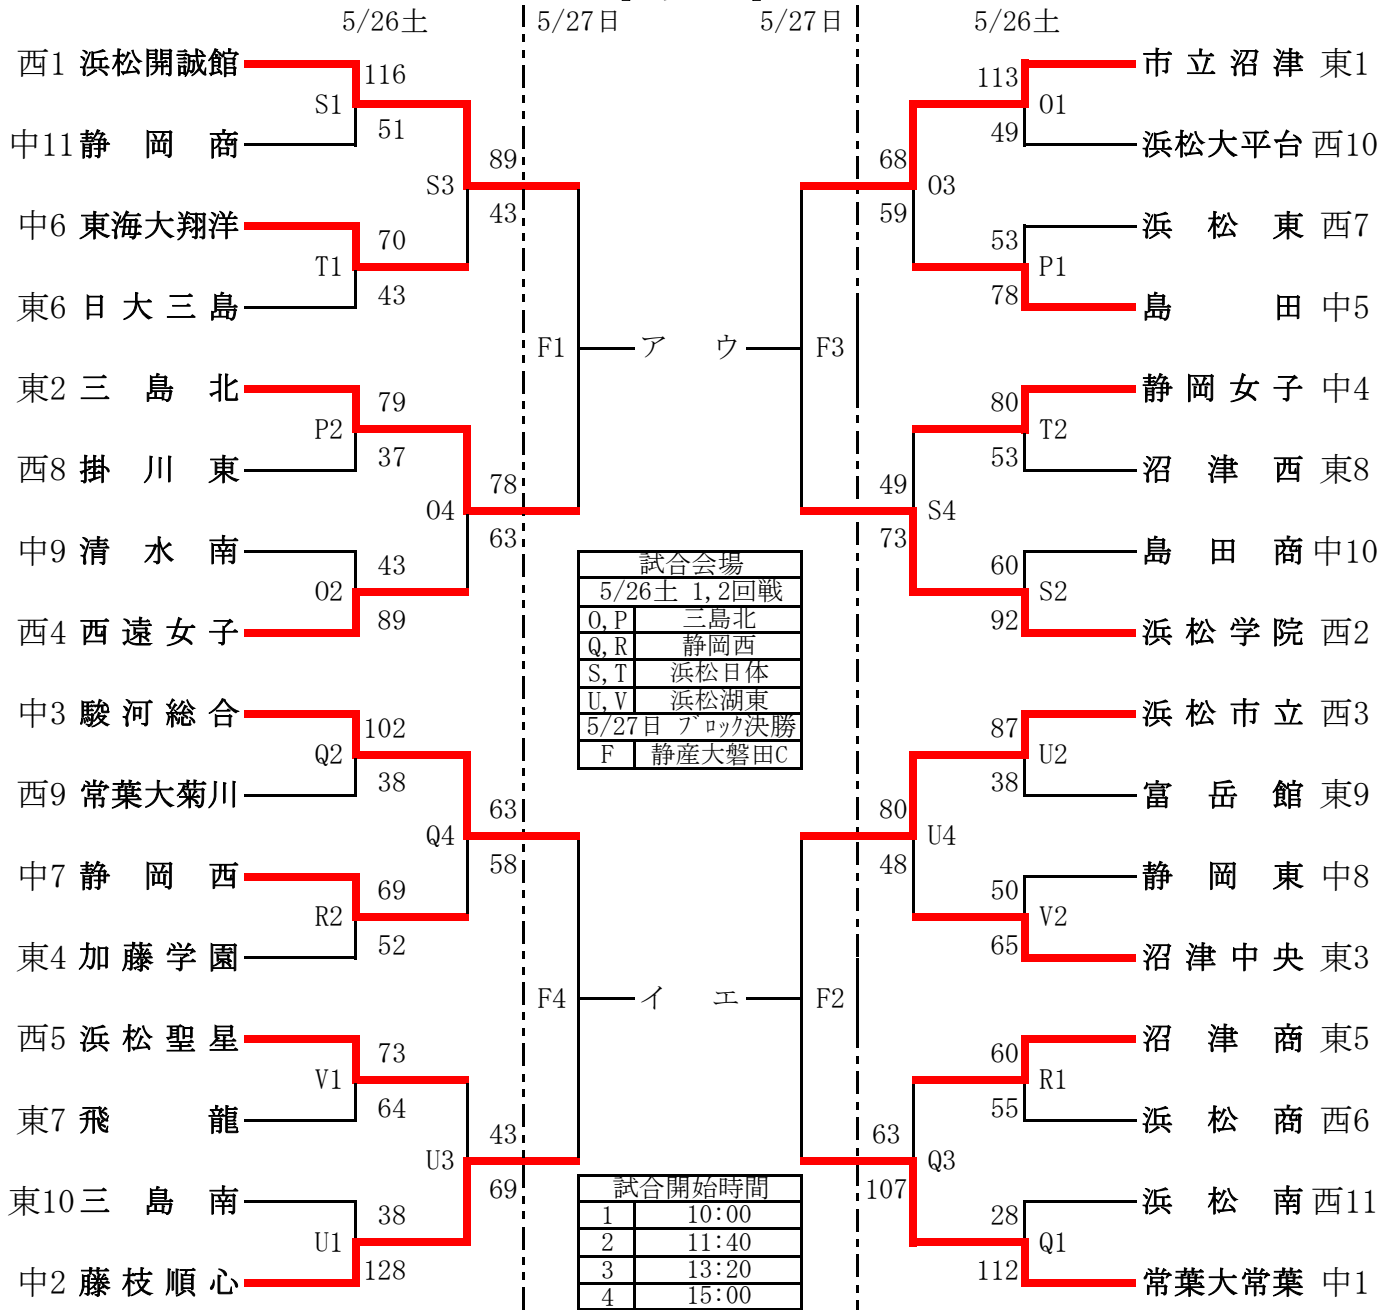 5/26土 5/27日 5/27日 5/26土
西1 浜松開誠館 116 113 市立沼津 東1
S1 O1
中11 静岡商 51 49 浜松大平台 西10
89 68
S3 O3
43 59
中6 東海大翔洋 70 53 浜松東 西7
T1 P1
東6 日大三島 43 78 島田 中5
F1 ア ウ F3
東2 三島北 79 80 静岡女子 中4
P2 T2
西8 掛川東 37 53 沼津西 東8
78 49
O4 S4
63 73
中9 清水南 43 60 島田商 中10
O2 S2
西4 西遠女子 89 92 浜松学院 西2
試合会場
5/26土 1,2回戦
O,P 三島北
Q,R 静岡西
S,T 浜松日体
U,V 浜松湖東
5/27日 ブロック決勝
F 静産大磐田C
中3 駿河総合 102 87 浜松市立 西3
Q2 U2
西9 常葉大菊川 38 38 富岳館 東9
63 80
Q4 U4
58 48
中7 静岡西 69 50 静岡東 中8
R2 V2
東4 加藤学園 52 65 沼津中央 東3
F4 イ エ F2
西5 浜松聖星 73 60 沼津商 東5
V1 R1
東7 飛龍 64 55 浜松商 西6
43 63
U3 Q3
69 107
東10 三島南 38 28 浜松南 西11
U1 Q1
中2 藤枝順心 128 112 常葉大常葉 中1
試合開始時間
1 10:00
2 11:40
3 13:20
4 15:00